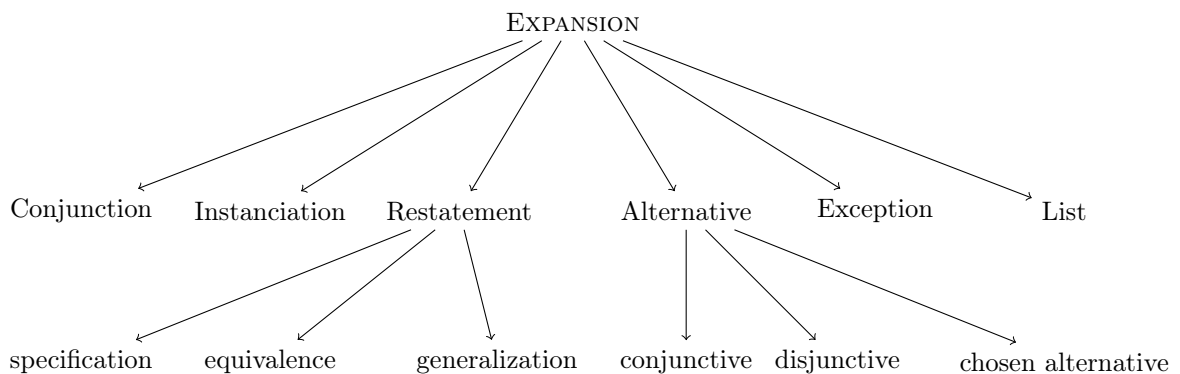 EXPANSION
Conjunction Instanciation Restatement Alternative Exception List
specification equivalence generalization conjunctive disjunctive chosen alternative